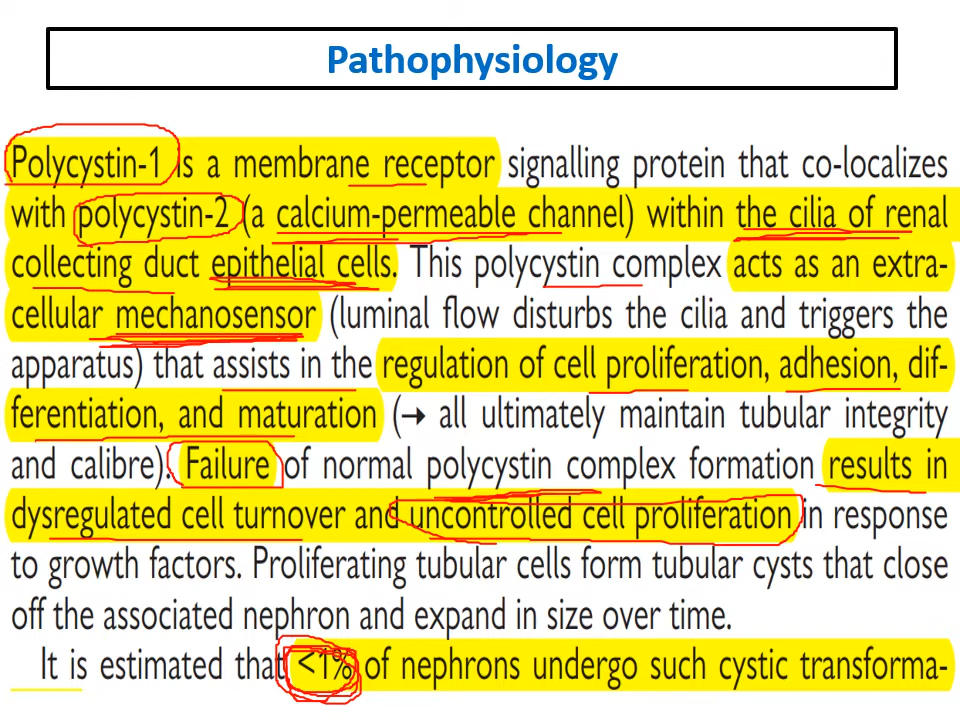 Pathophysiology
Polycystin-1 is a membrane receptor signalling protein that co-localizes
with polycystin-2 (a calcium-permeable channel) within the cilia of renal
collecting duct epithelial cells. This polycystin complex acts as an extra-
cellular mechanosensor (luminal flow disturbs the cilia and triggers the
apparatus) that assists in the regulation of cell proliferation, adhesion, dif-
ferentiation, and maturation (→ all ultimately maintain tubular integrity
and calibre). Failure of normal polycystin complex formation results in
dysregulated cell turnover and uncontrolled cell proliferation in response
to growth factors. Proliferating tubular cells form tubular cysts that close
off the associated nephron and expand in size over time.
It is estimated that <1% of nephrons undergo such cystic transforma-